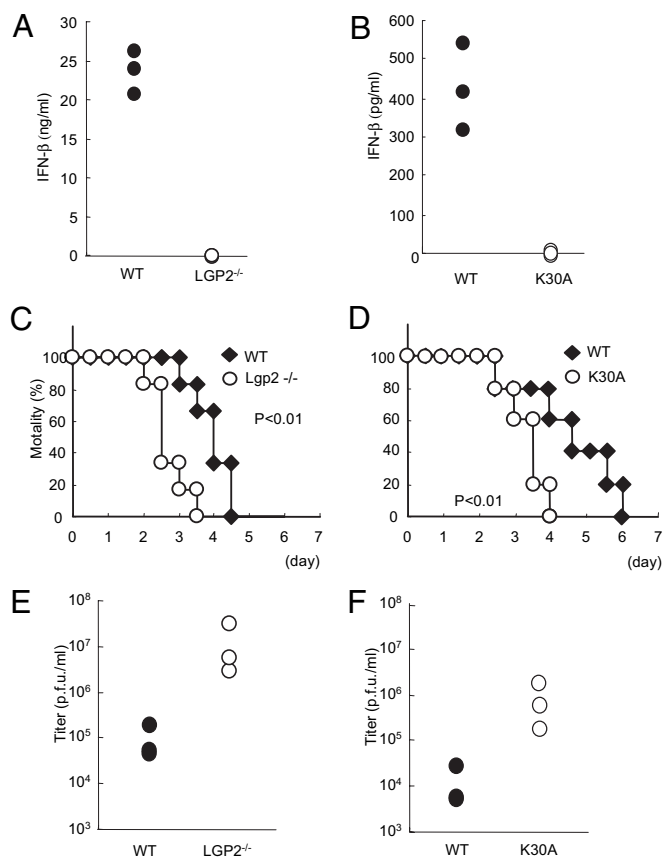 A
IFN-β (ng/ml)
30
25
20
15
10
5
0
WT
LGP2-/-
B
IFN-β (pg/ml)
600
500
400
300
200
100
0
WT
K30A
C
Motality (%)
100
80
60
40
20
0
WT
Lgp2 -/-
P<0.01
0 1 2 3 4 5 6 7
(day)
D
100
80
60
40
20
0
WT
K30A
P<0.01
0 1 2 3 4 5 6 7
(day)
E
Titer (p.f.u./ml)
10^8
10^7
10^6
10^5
10^4
10^3
WT
LGP2-/-
F
Titer (p.f.u./ml)
10^8
10^7
10^6
10^5
10^4
10^3
WT
K30A